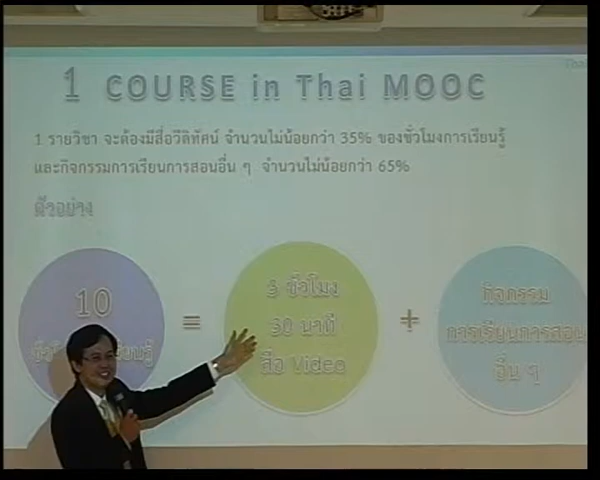 1 COURSE in Thai MOOC
1 รายวิชา จะต้องมีสื่อวีดิทัศน์ จำนวนไม่น้อยกว่า 35% ของชั่วโมงการเรียนรู้
และกิจกรรมการเรียนการสอนอื่น ๆ จำนวนไม่น้อยกว่า 65%
ตัวอย่าง
10
=
3 ชั่วโมง
30 นาที
สื่อ Video
+
กิจกรรม
การเรียนการสอน
อื่น ๆ